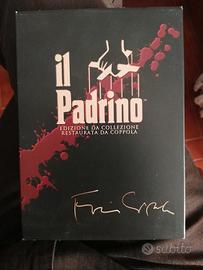 il
Padrino
EDIZIONE DA COLLEZIONE
RESTAURATA DA COPPOLA
subito